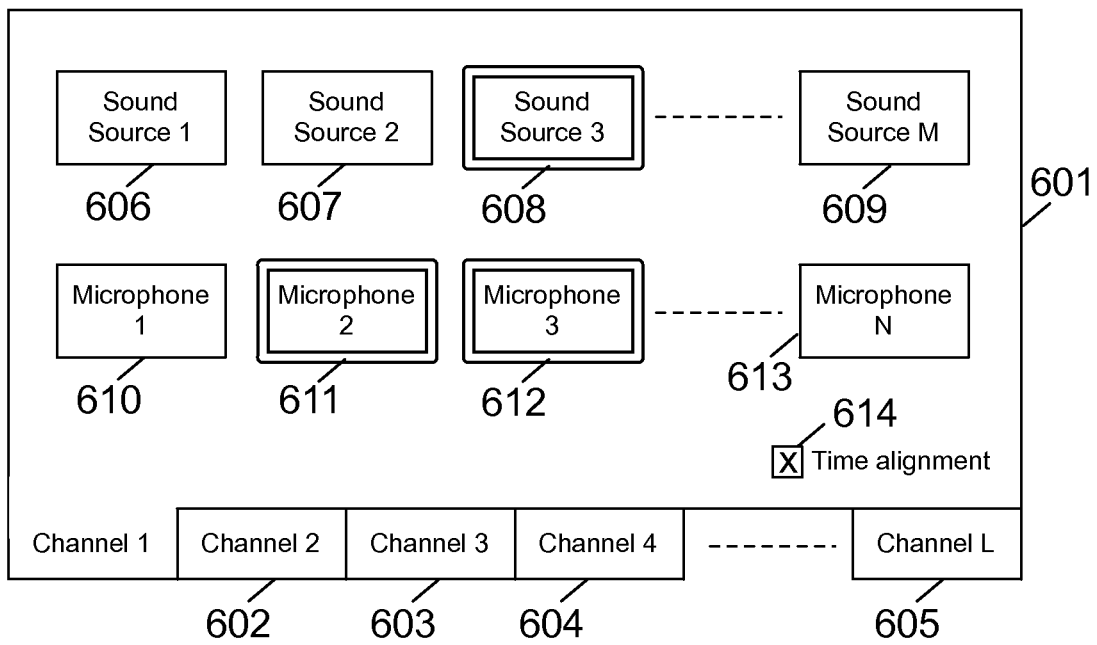 Sound
Source 1
Sound
Source 2
Sound
Source 3
Sound
Source M
606
607
608
609
601
Microphone
1
Microphone
2
Microphone
3
Microphone
N
610
611
612
613
614
X Time alignment
Channel 1
Channel 2
Channel 3
Channel 4
Channel L
602
603
604
605